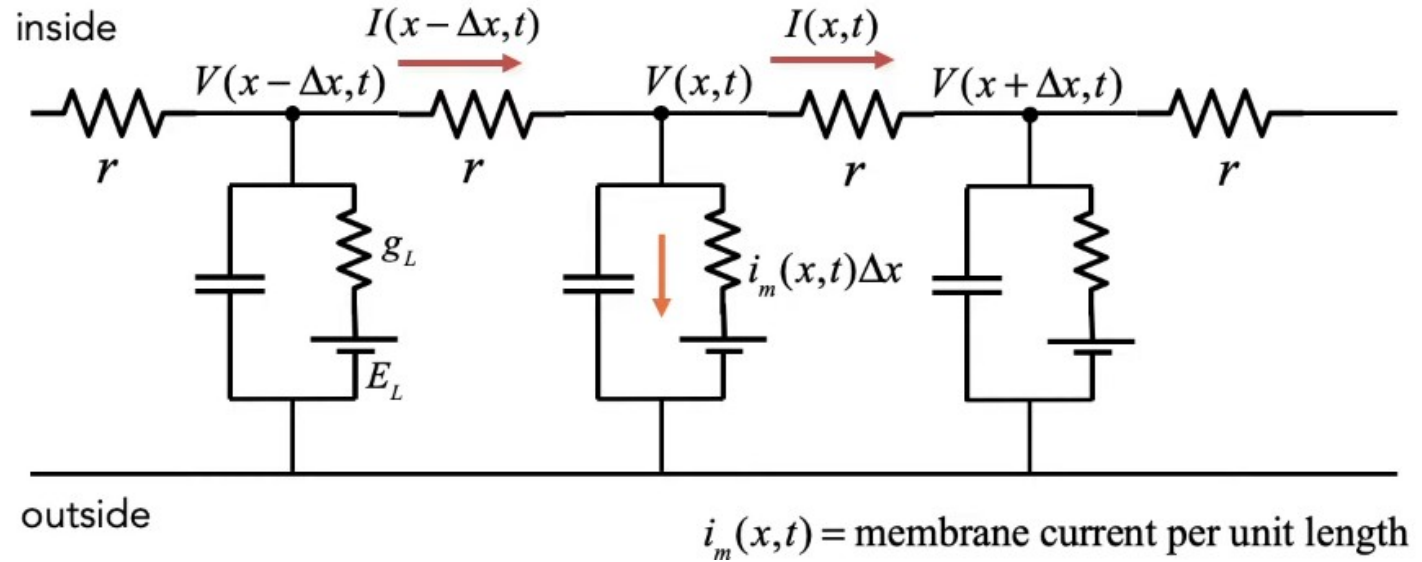 inside
I(x − Δx,t)
I(x,t)
V(x − Δx,t)
V(x,t)
V(x + Δx,t)
r
r
r
r
g_L
i_m(x,t)Δx
E_L
outside
i_m(x,t) = membrane current per unit length